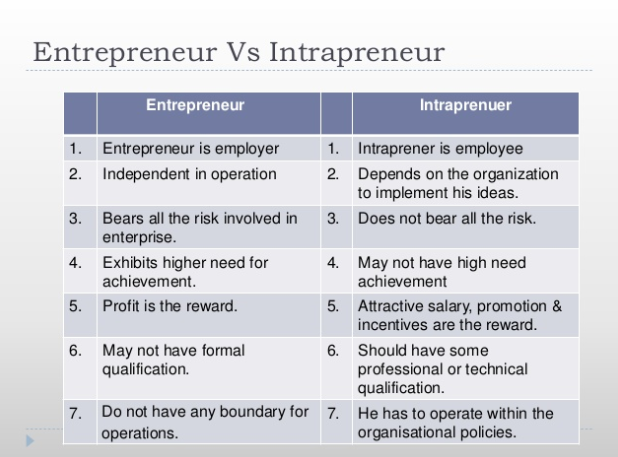 Entrepreneur Vs Intrapreneur
Entrepreneur
Intraprenuer
1. Entrepreneur is employer
1. Intraprener is employee
2. Independent in operation
2. Depends on the organization
to implement his ideas.
3. Bears all the risk involved in
enterprise.
3. Does not bear all the risk.
4. Exhibits higher need for
achievement.
4. May not have high need
achievement
5. Profit is the reward.
5. Attractive salary, promotion &
incentives are the reward.
6. May not have formal
qualification.
6. Should have some
professional or technical
qualification.
7. Do not have any boundary for
operations.
7. He has to operate within the
organisational policies.